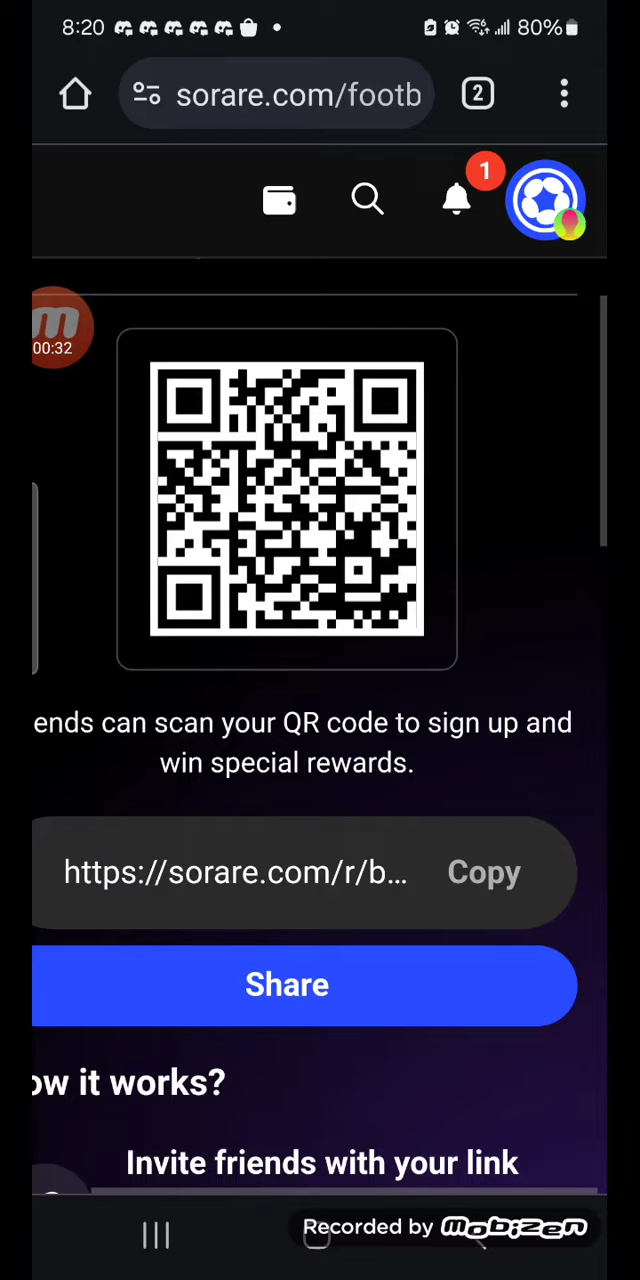 8:20 80%
2
sorare.com/footb
1
m
00:32
ends can scan your QR code to sign up and
win special rewards.
https://sorare.com/r/b... Copy
Share
ow it works?
Invite friends with your link
Recorded by mobizen